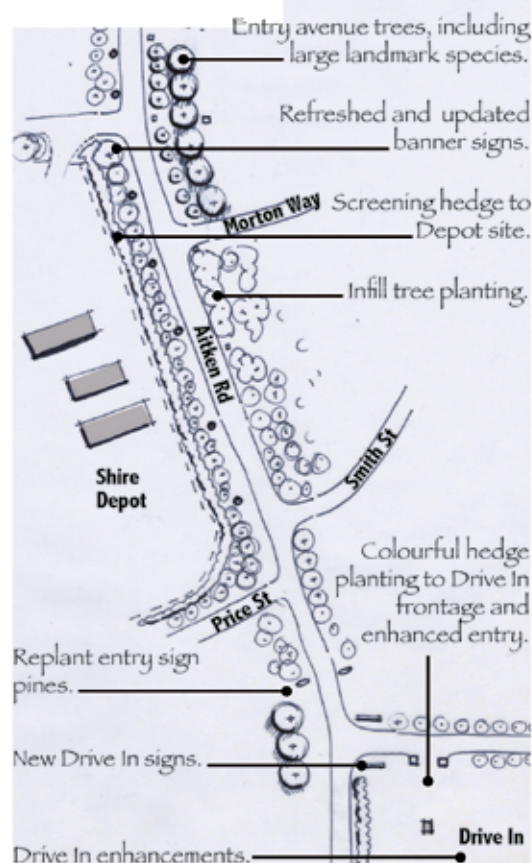 Entry avenue trees, including
large landmark species.
Refreshed and updated
banner signs.
Morton Way
Screening hedge to
Depot site.
Infill tree planting.
Aitken Rd
Smith St
Shire
Depot
Colourful hedge
planting to Drive In
frontage and
enhanced entry.
Price St
Replant entry sign
pines.
New Drive In signs.
Drive In
Drive In enhancements.